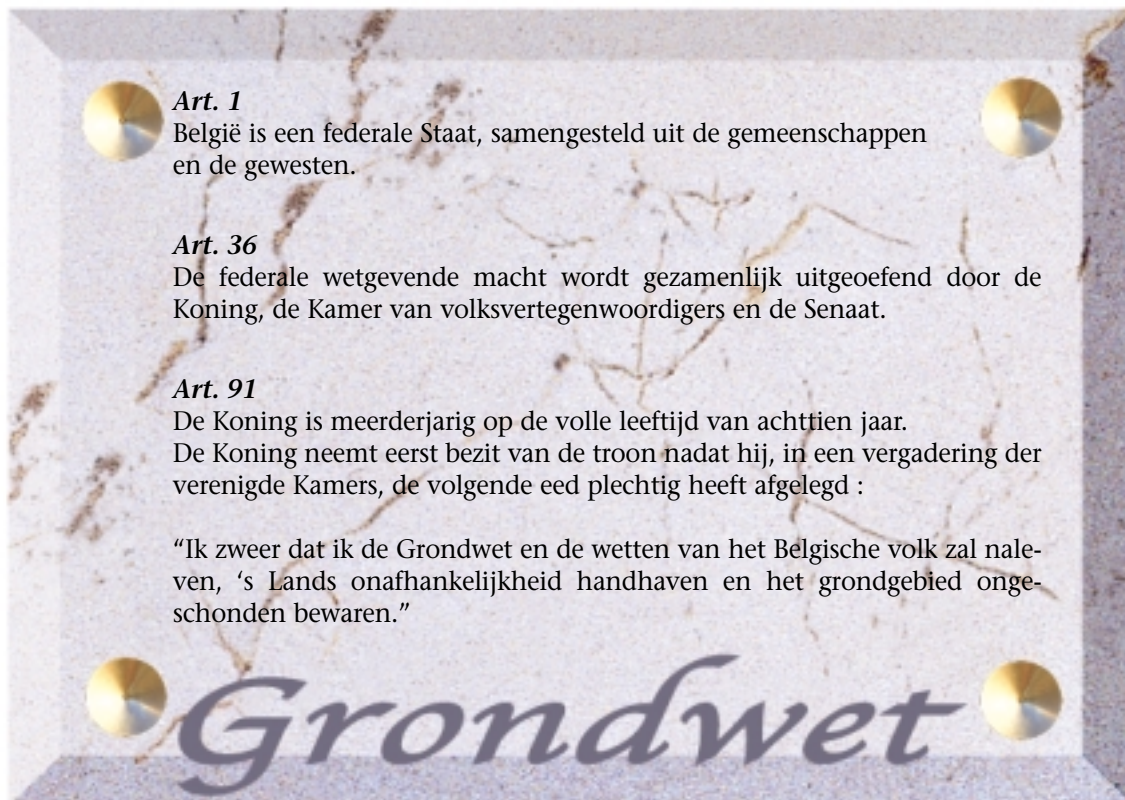 Art. 1
België is een federale Staat, samengesteld uit de gemeenschappen
en de gewesten.
Art. 36
De federale wetgevende macht wordt gezamenlijk uitgeoefend door de
Koning, de Kamer van volksvertegenwoordigers en de Senaat.
Art. 91
De Koning is meerderjarig op de volle leeftijd van achttien jaar.
De Koning neemt eerst bezit van de troon nadat hij, in een vergadering der
verenigde Kamers, de volgende eed plechtig heeft afgelegd :
“Ik zweer dat ik de Grondwet en de wetten van het Belgische volk zal nale-
ven, ‘s Lands onafhankelijkheid handhaven en het grondgebied onge-
schonden bewaren.”
Grondwet